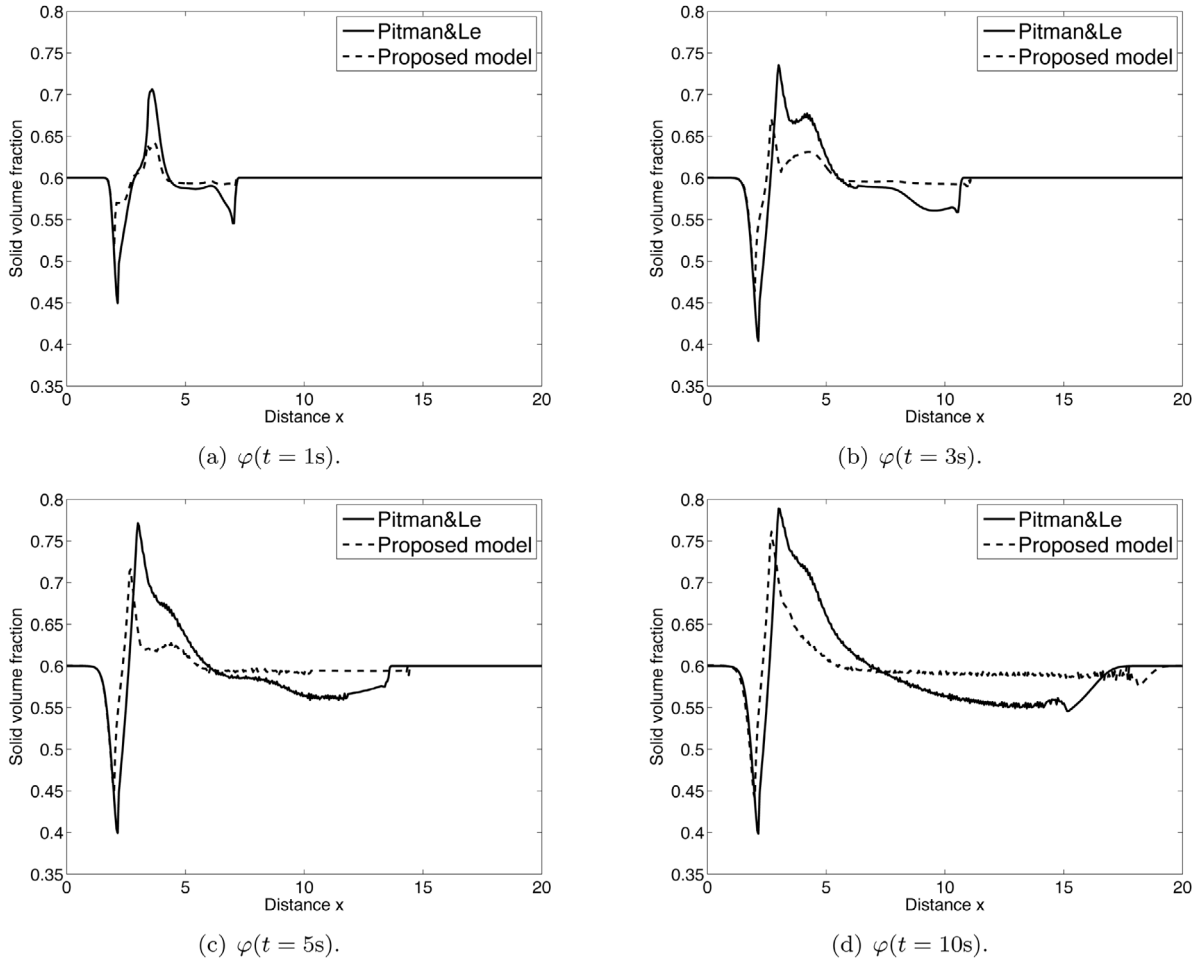 0.8
0.75
0.7
0.65
0.6
0.55
0.5
0.45
0.4
0.35
Solid volume fraction
Pitman&Le
Proposed model
0 5 10 15 20
Distance x
(a) φ(t = 1s).
0.8
0.75
0.7
0.65
0.6
0.55
0.5
0.45
0.4
0.35
Solid volume fraction
Pitman&Le
Proposed model
0 5 10 15 20
Distance x
(b) φ(t = 3s).
0.8
0.75
0.7
0.65
0.6
0.55
0.5
0.45
0.4
0.35
Solid volume fraction
Pitman&Le
Proposed model
0 5 10 15 20
Distance x
(c) φ(t = 5s).
0.8
0.75
0.7
0.65
0.6
0.55
0.5
0.45
0.4
0.35
Solid volume fraction
Pitman&Le
Proposed model
0 5 10 15 20
Distance x
(d) φ(t = 10s).